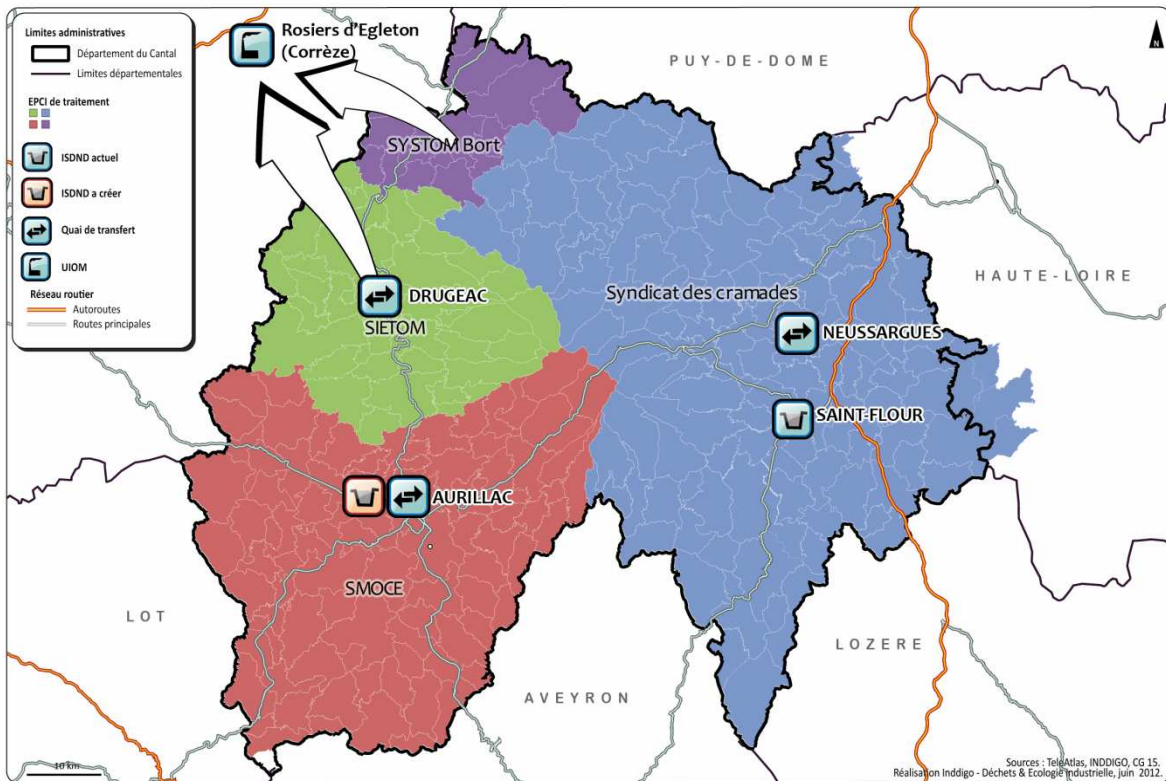 Limites administratives
Département du Cantal
Limites départementales
EPCI de traitement
ISDND actuel
ISDND a créer
Quai de transfert
UIOM
Réseau routier
Autoroutes
Routes principales
Rosiers d'Egleton
(Corrèze)
N
PUY-DE-DOME
SYSTOM Bort
HAUTE-LOIRE
DRUGEAC
SIETOM
Syndicat des cramades
NEUSSARGUES
SAINT-FLOUR
AURILLAC
SMOCE
LOT
LOZERE
AVEYRON
10 km
Sources : TeleAtlas, INDDIGO, CG 15.
Réalisation Inddigo - Déchets & Ecologie industrielle, juin 2012.